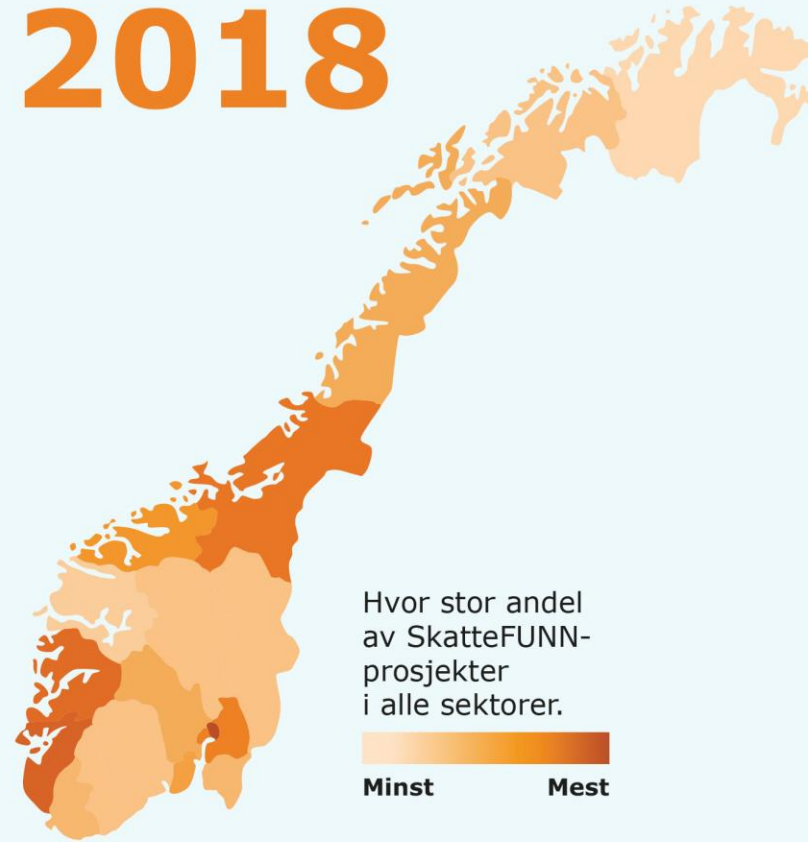 2018
Hvor stor andel
av SkatteFUNN-
prosjekter
i alle sektorer.
Minst Mest